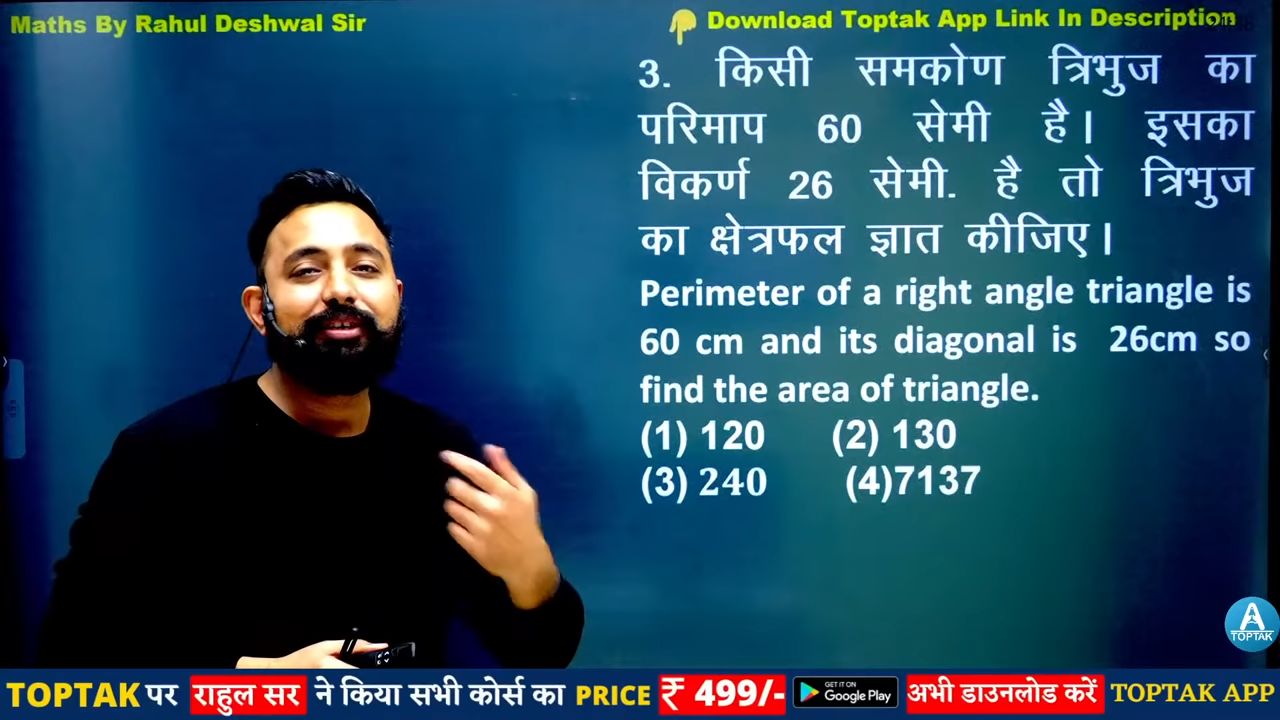 Maths By Rahul Deshwal Sir
Download Toptak App Link In Description
3. किसी समकोण त्रिभुज का
परिमाप 60 सेमी है। इसका
विकर्ण 26 सेमी. है तो त्रिभुज
का क्षेत्रफल ज्ञात कीजिए।
Perimeter of a right angle triangle is
60 cm and its diagonal is 26cm so
find the area of triangle.
(1) 120 (2) 130
(3) 240 (4)7137
A
TOPTAK
TOPTAK पर राहुल सर ने किया सभी कोर्स का PRICE ₹ 499/- GET IT ON Google Play अभी डाउनलोड करें TOPTAK APP